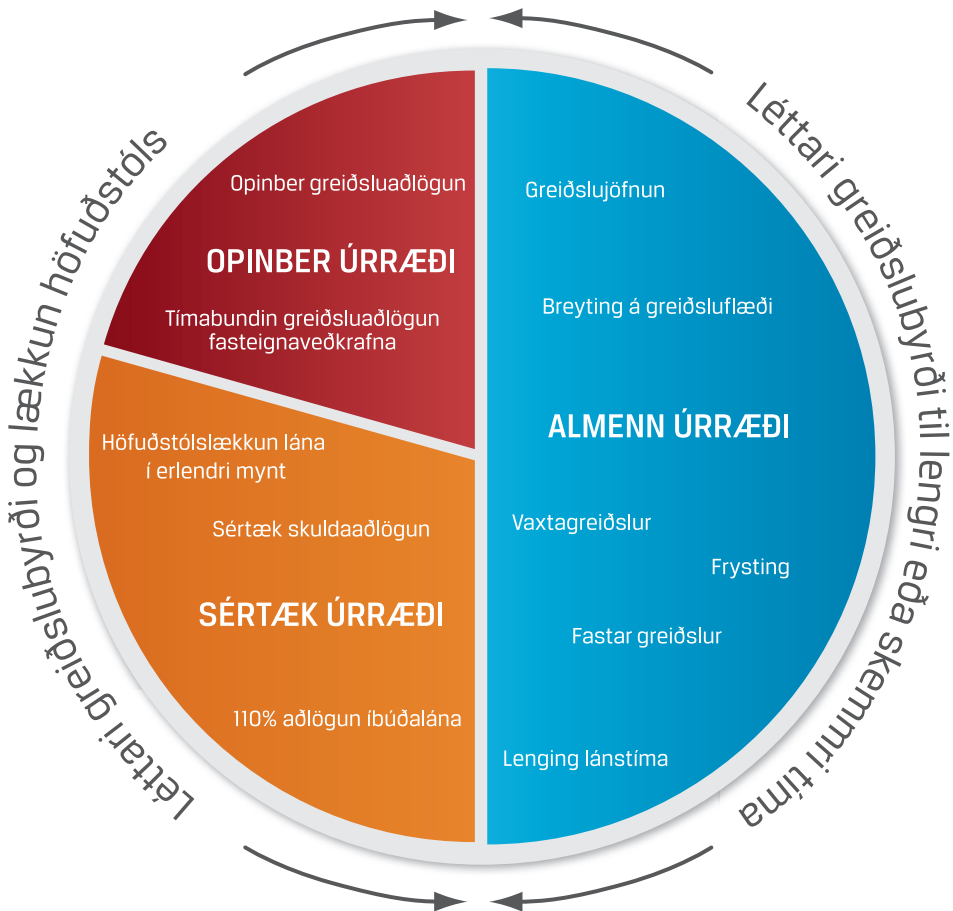 Léttari greiðslubyrði og lækkun höfuðstóls
Léttari greiðslubyrði til lengri eða skemmri tíma
Opinber greiðsluaðlögun
OPINBER ÚRRÆÐI
Tímabundin greiðsluaðlögun
fasteignaveðkrafna
Höfuðstólslækkun lána
í erlendri mynt
Sértæk skuldaaðlögun
SÉRTÆK ÚRRÆÐI
110% aðlögun íbúðalána
Greiðslujöfnun
Breyting á greiðsluflæði
ALMENN ÚRRÆÐI
Vaxtagreiðslur
Frysting
Fastar greiðslur
Lenging lánstíma